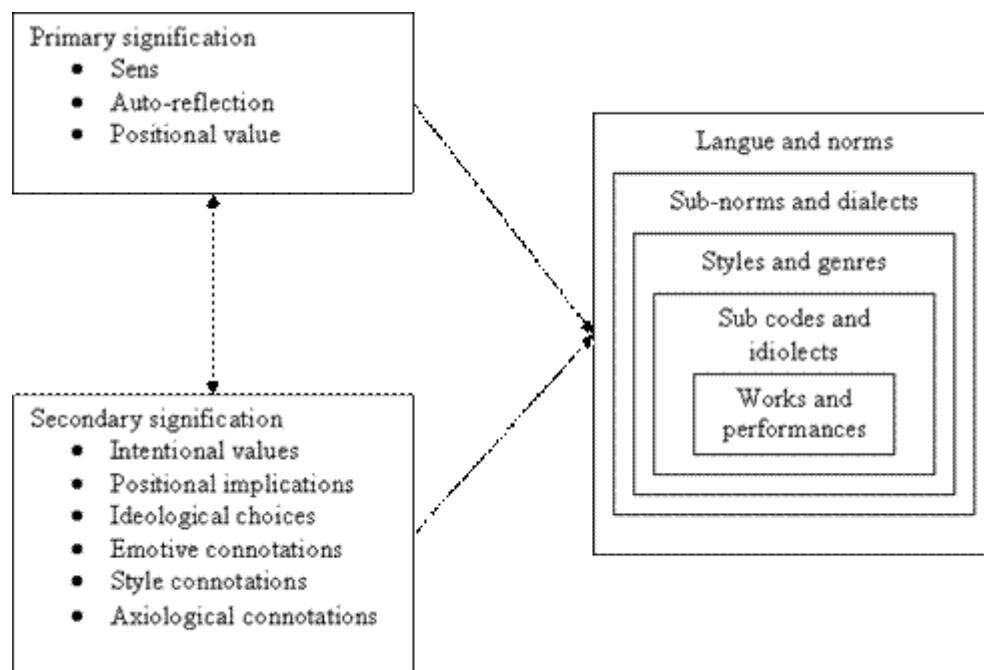 Primary signification
• Sens
• Auto-reflection
• Positional value
Secondary signification
• Intentional values
• Positional implications
• Ideological choices
• Emotive connotations
• Style connotations
• Axiological connotations
Langue and norms
Sub-norms and dialects
Styles and genres
Sub codes and
idiolects
Works and
performances